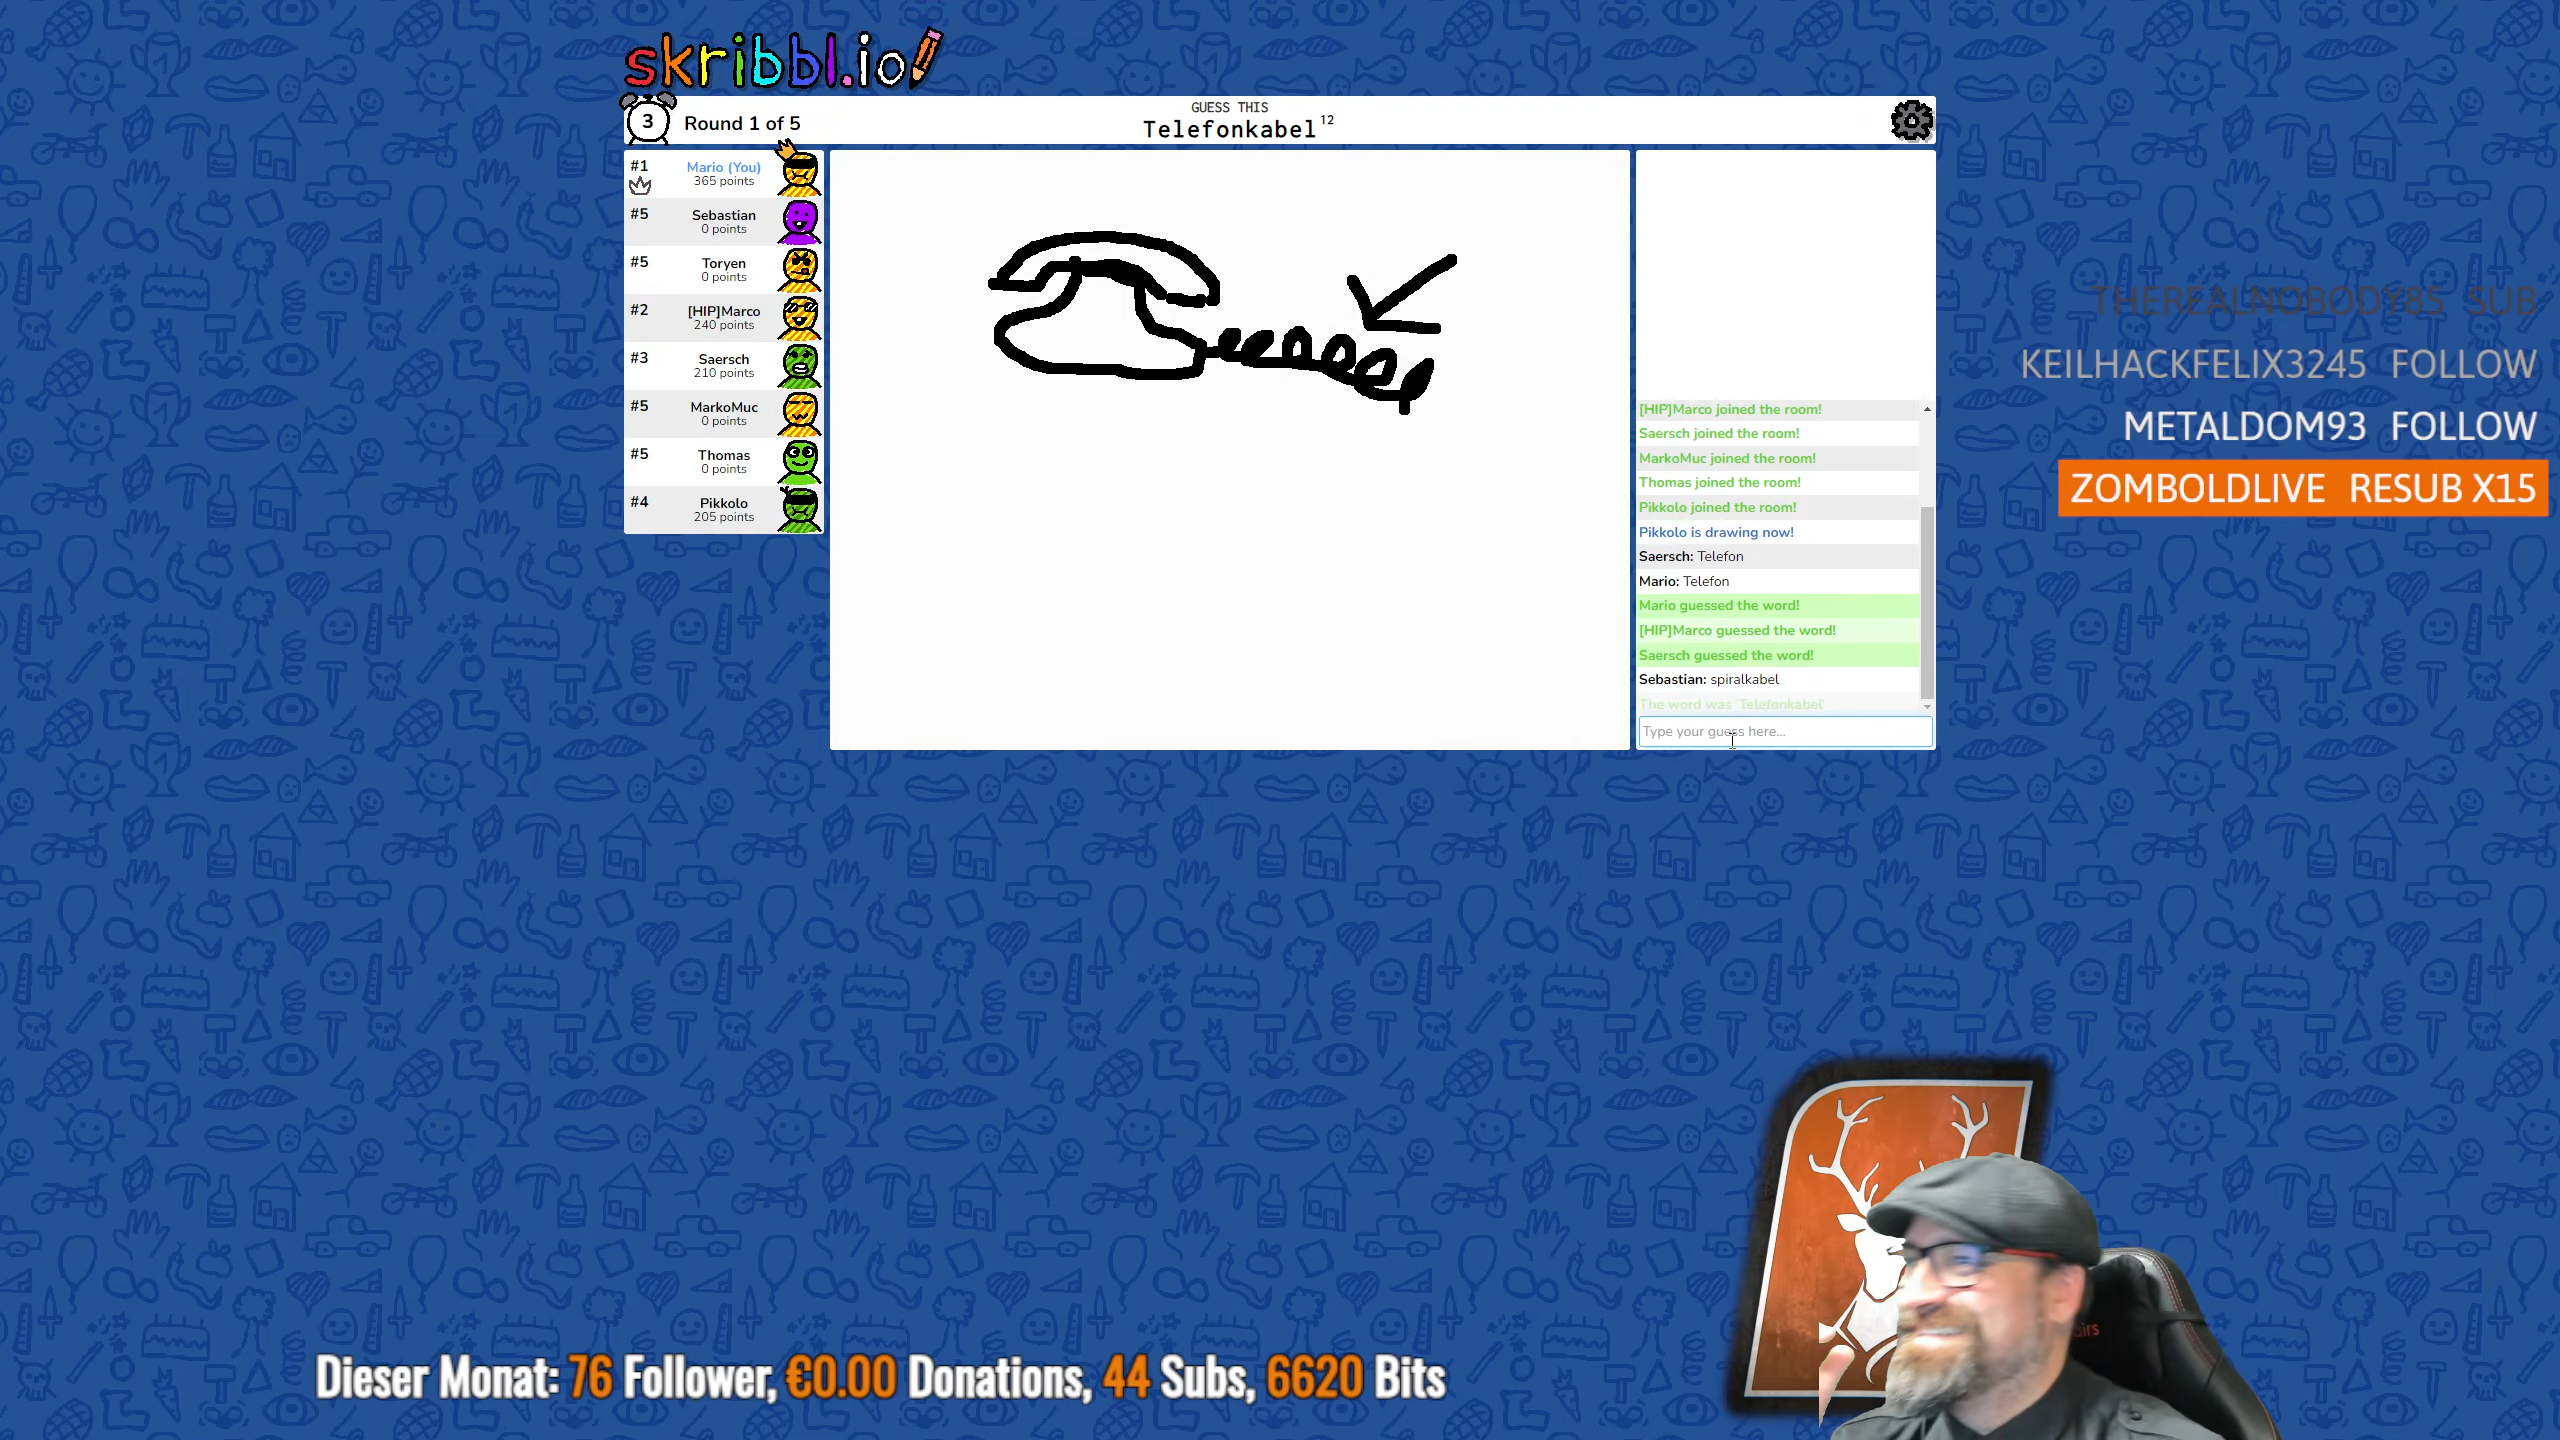 skribbl.io
3
Round 1 of 5
GUESS THIS
Telefonkabel 12
#1
Mario (You)
365 points
#5
Sebastian
0 points
#5
Toryen
0 points
#2
[HIP]Marco
240 points
#3
Saersch
210 points
#5
MarkoMuc
0 points
#5
Thomas
0 points
#4
Pikkolo
205 points
[HIP]Marco joined the room!
Saersch joined the room!
MarkoMuc joined the room!
Thomas joined the room!
Pikkolo joined the room!
Pikkolo is drawing now!
Saersch: Telefon
Mario: Telefon
Mario guessed the word!
[HIP]Marco guessed the word!
Saersch guessed the word!
Sebastian: spiralkabel
The word was 'Telefonkabel'
Type your guess here...
THEREALNOBODY85 SUB
KEILHACKFELIX3245 FOLLOW
METALDOM93 FOLLOW
ZOMBOLDLIVE RESUB X15
Dieser Monat: 76 Follower, €0.00 Donations, 44 Subs, 6620 Bits